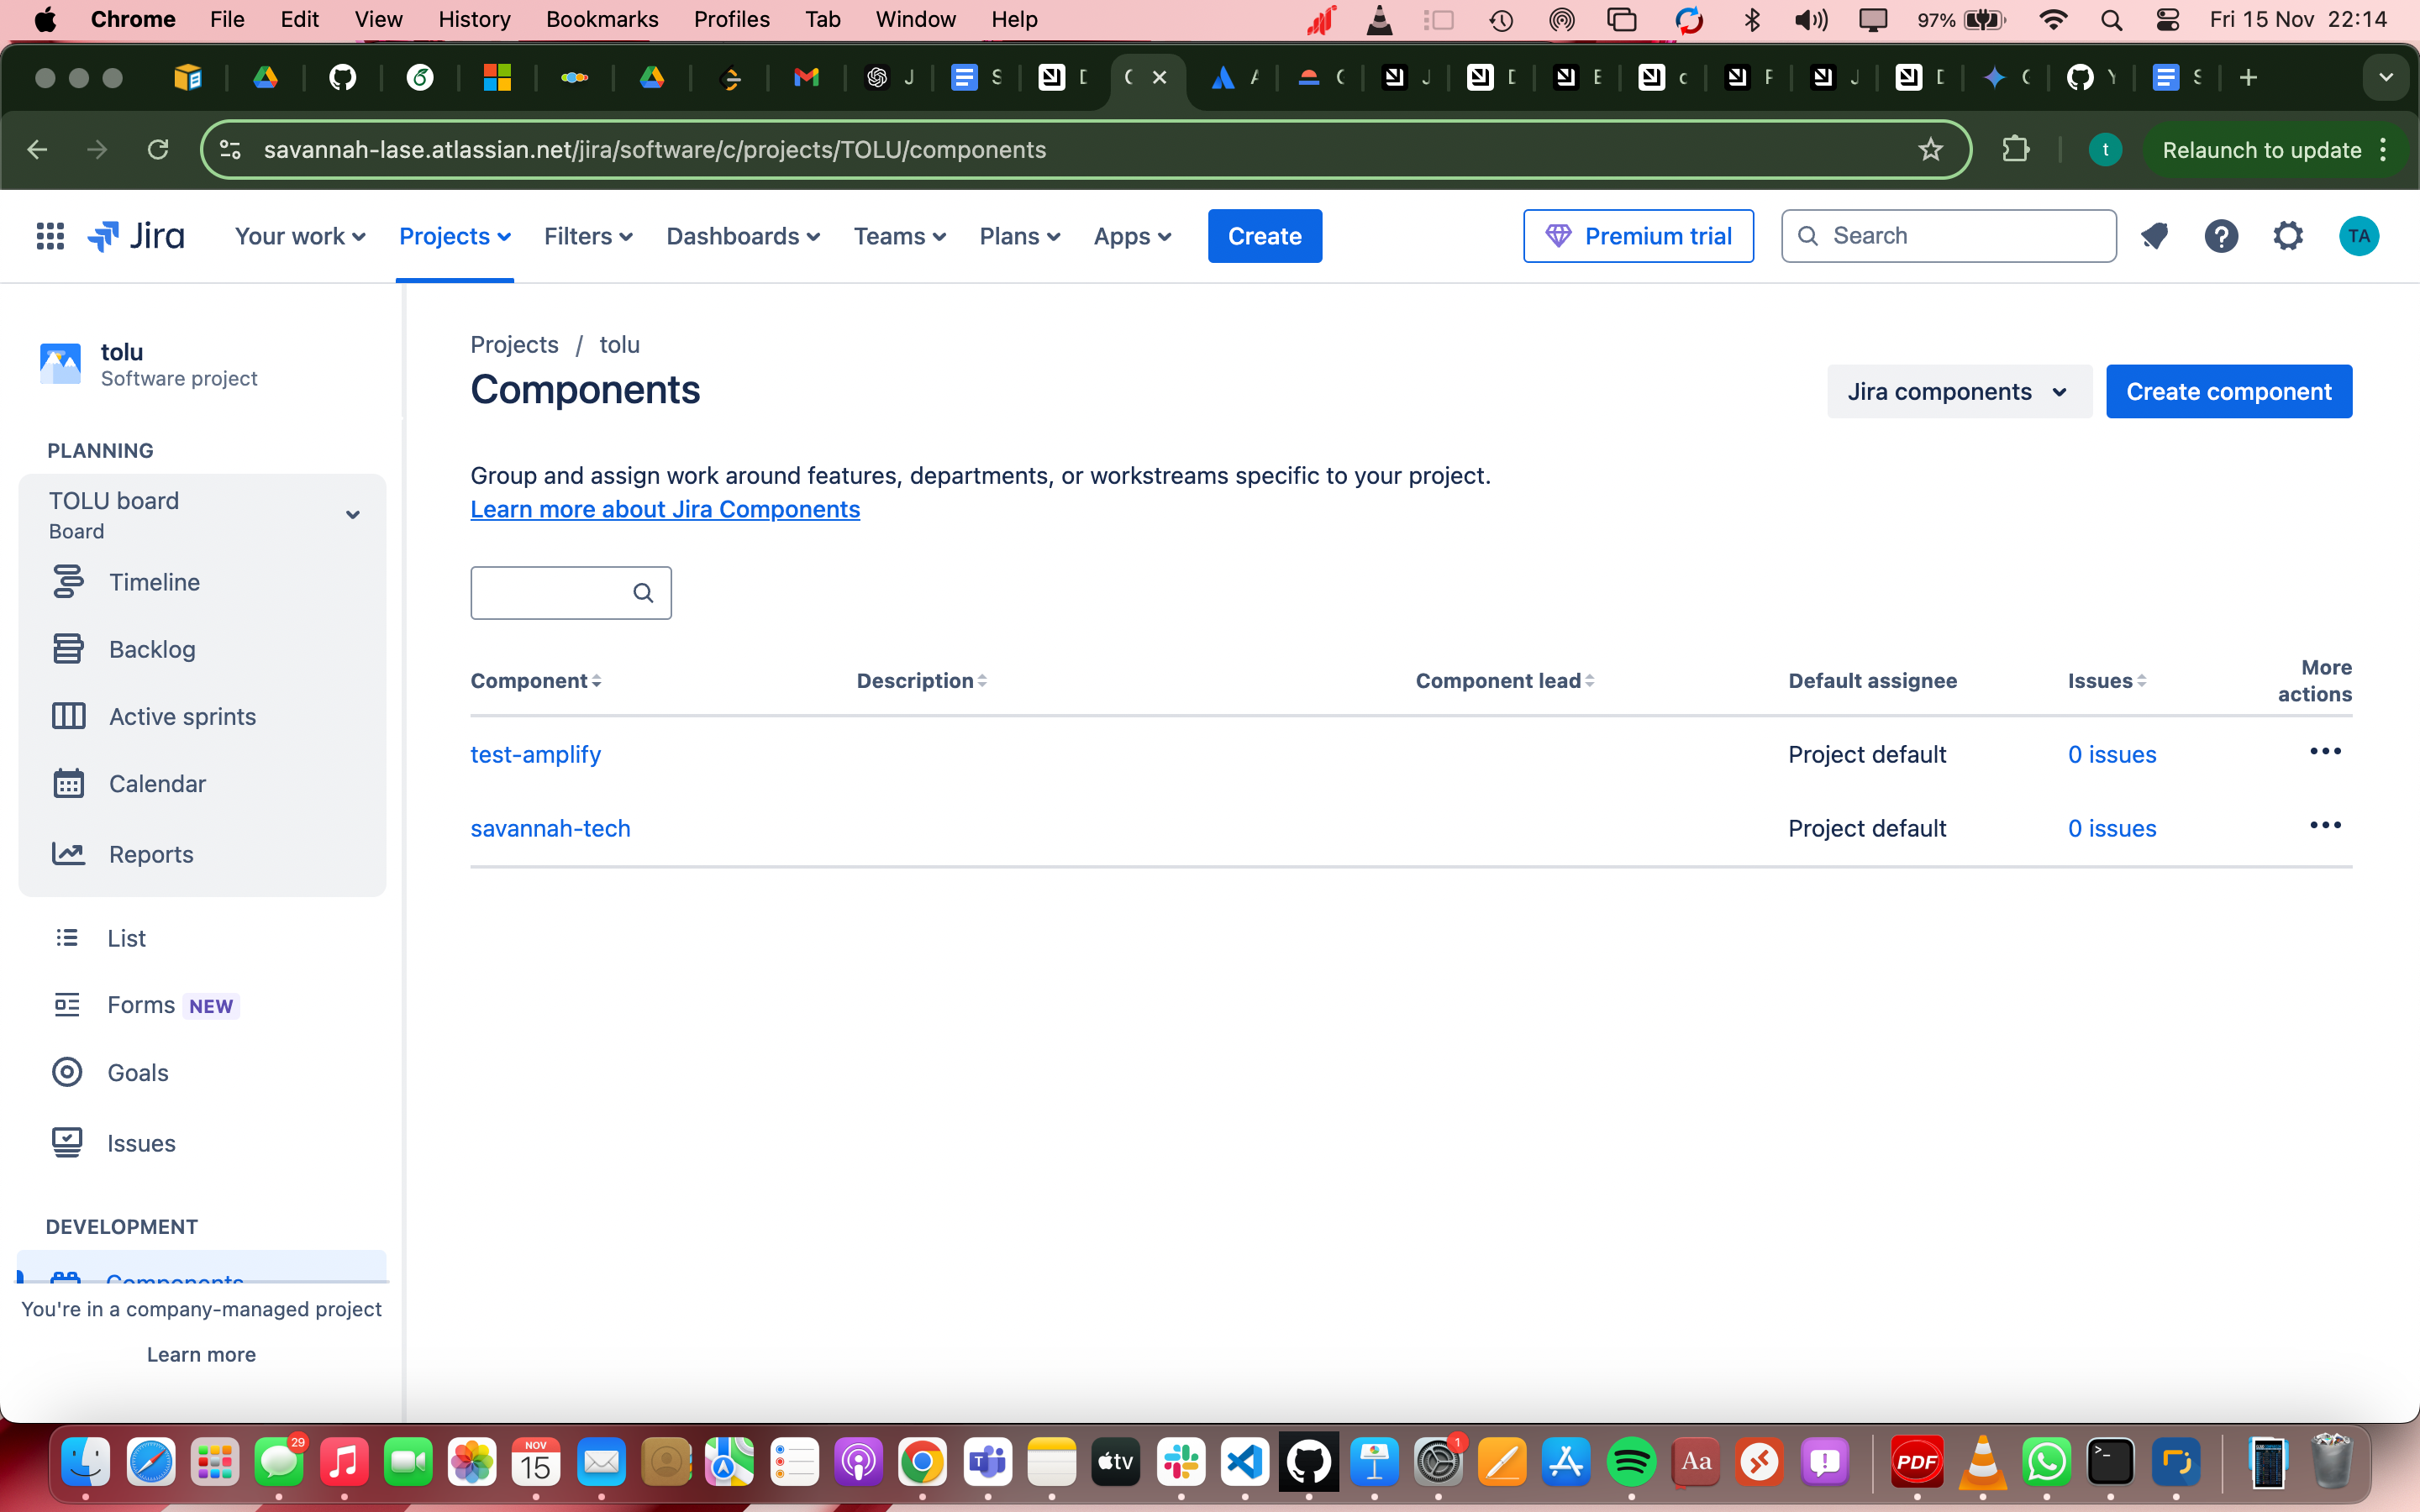 Chrome File Edit View History Bookmarks Profiles Tab Window Help 97% Fri 15 Nov 22:14
savannah-lase.atlassian.net/jira/software/c/projects/TOLU/components
t
Relaunch to update
Jira Your work Projects Filters Dashboards Teams Plans Apps Create Premium trial Search TA
tolu
Software project
PLANNING
TOLU board
Board
Timeline
Backlog
Active sprints
Calendar
Reports
List
Forms NEW
Goals
Issues
DEVELOPMENT
Components
You're in a company-managed project
Learn more
Projects / tolu
Components
Jira components
Create component
Group and assign work around features, departments, or workstreams specific to your project.
Learn more about Jira Components
Component Description Component lead Default assignee Issues More actions
test-amplify Project default 0 issues
savannah-tech Project default 0 issues
29
NOV
15
tv
1
Aa
PDF